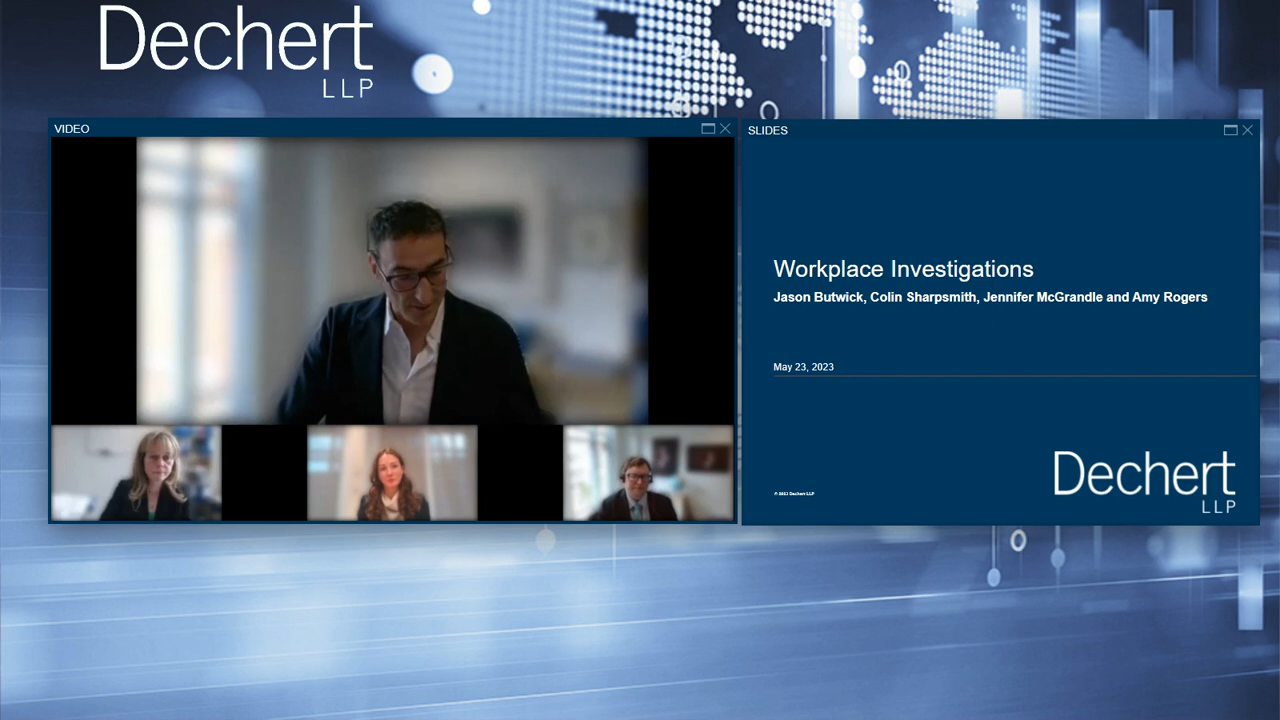 Dechert
LLP
VIDEO
SLIDES
Workplace Investigations
Jason Butwick, Colin Sharpsmith, Jennifer McGrandle and Amy Rogers
May 23, 2023
Dechert
LLP